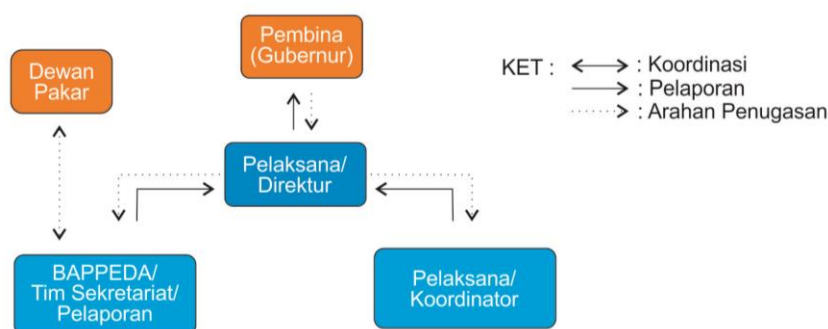 Pembina
(Gubernur)
Dewan
Pakar
KET :
: Koordinasi
: Pelaporan
: Arahan Penugasan
Pelaksana/
Direktur
BAPPEDA/
Tim Sekretariat/
Pelaporan
Pelaksana/
Koordinator